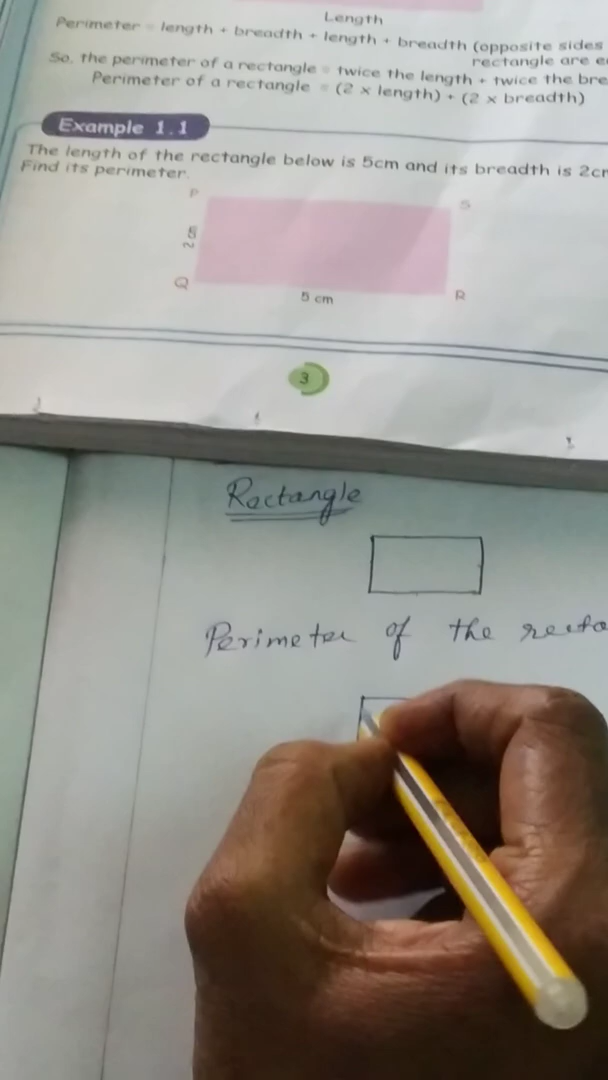 Length
Perimeter = length + breadth + length + breadth (opposite sides
rectangle are
So, the perimeter of a rectangle = twice the length + twice the
Perimeter of a rectangle = (2 x length) + (2 x breadth)
Example 1.1
The length of the rectangle below is 5cm and its breadth is
Find its perimeter.
P
S
2 cm
Q
5 cm
R
3
Rectangle
Perimeter of the